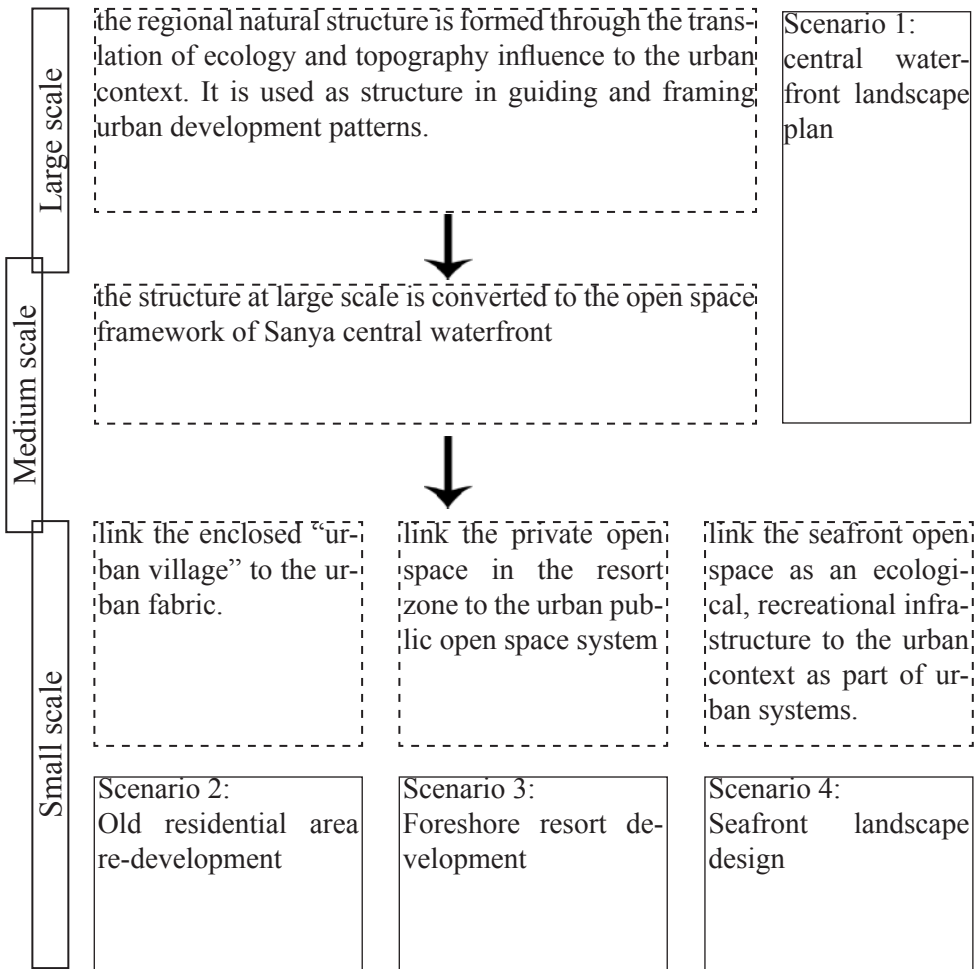 Large scale
the regional natural structure is formed through the trans-
lation of ecology and topography influence to the urban
context. It is used as structure in guiding and framing
urban development patterns.
Scenario 1:
central water-
front landscape
plan
Medium scale
the structure at large scale is converted to the open space
framework of Sanya central waterfront
Small scale
link the enclosed “ur-
ban village” to the ur-
ban fabric.
link the private open
space in the resort
zone to the urban pub-
lic open space system
link the seafront open
space as an ecologi-
cal, recreational infra-
structure to the urban
context as part of ur-
ban systems.
Scenario 2:
Old residential area
re-development
Scenario 3:
Foreshore resort de-
velopment
Scenario 4:
Seafront landscape
design